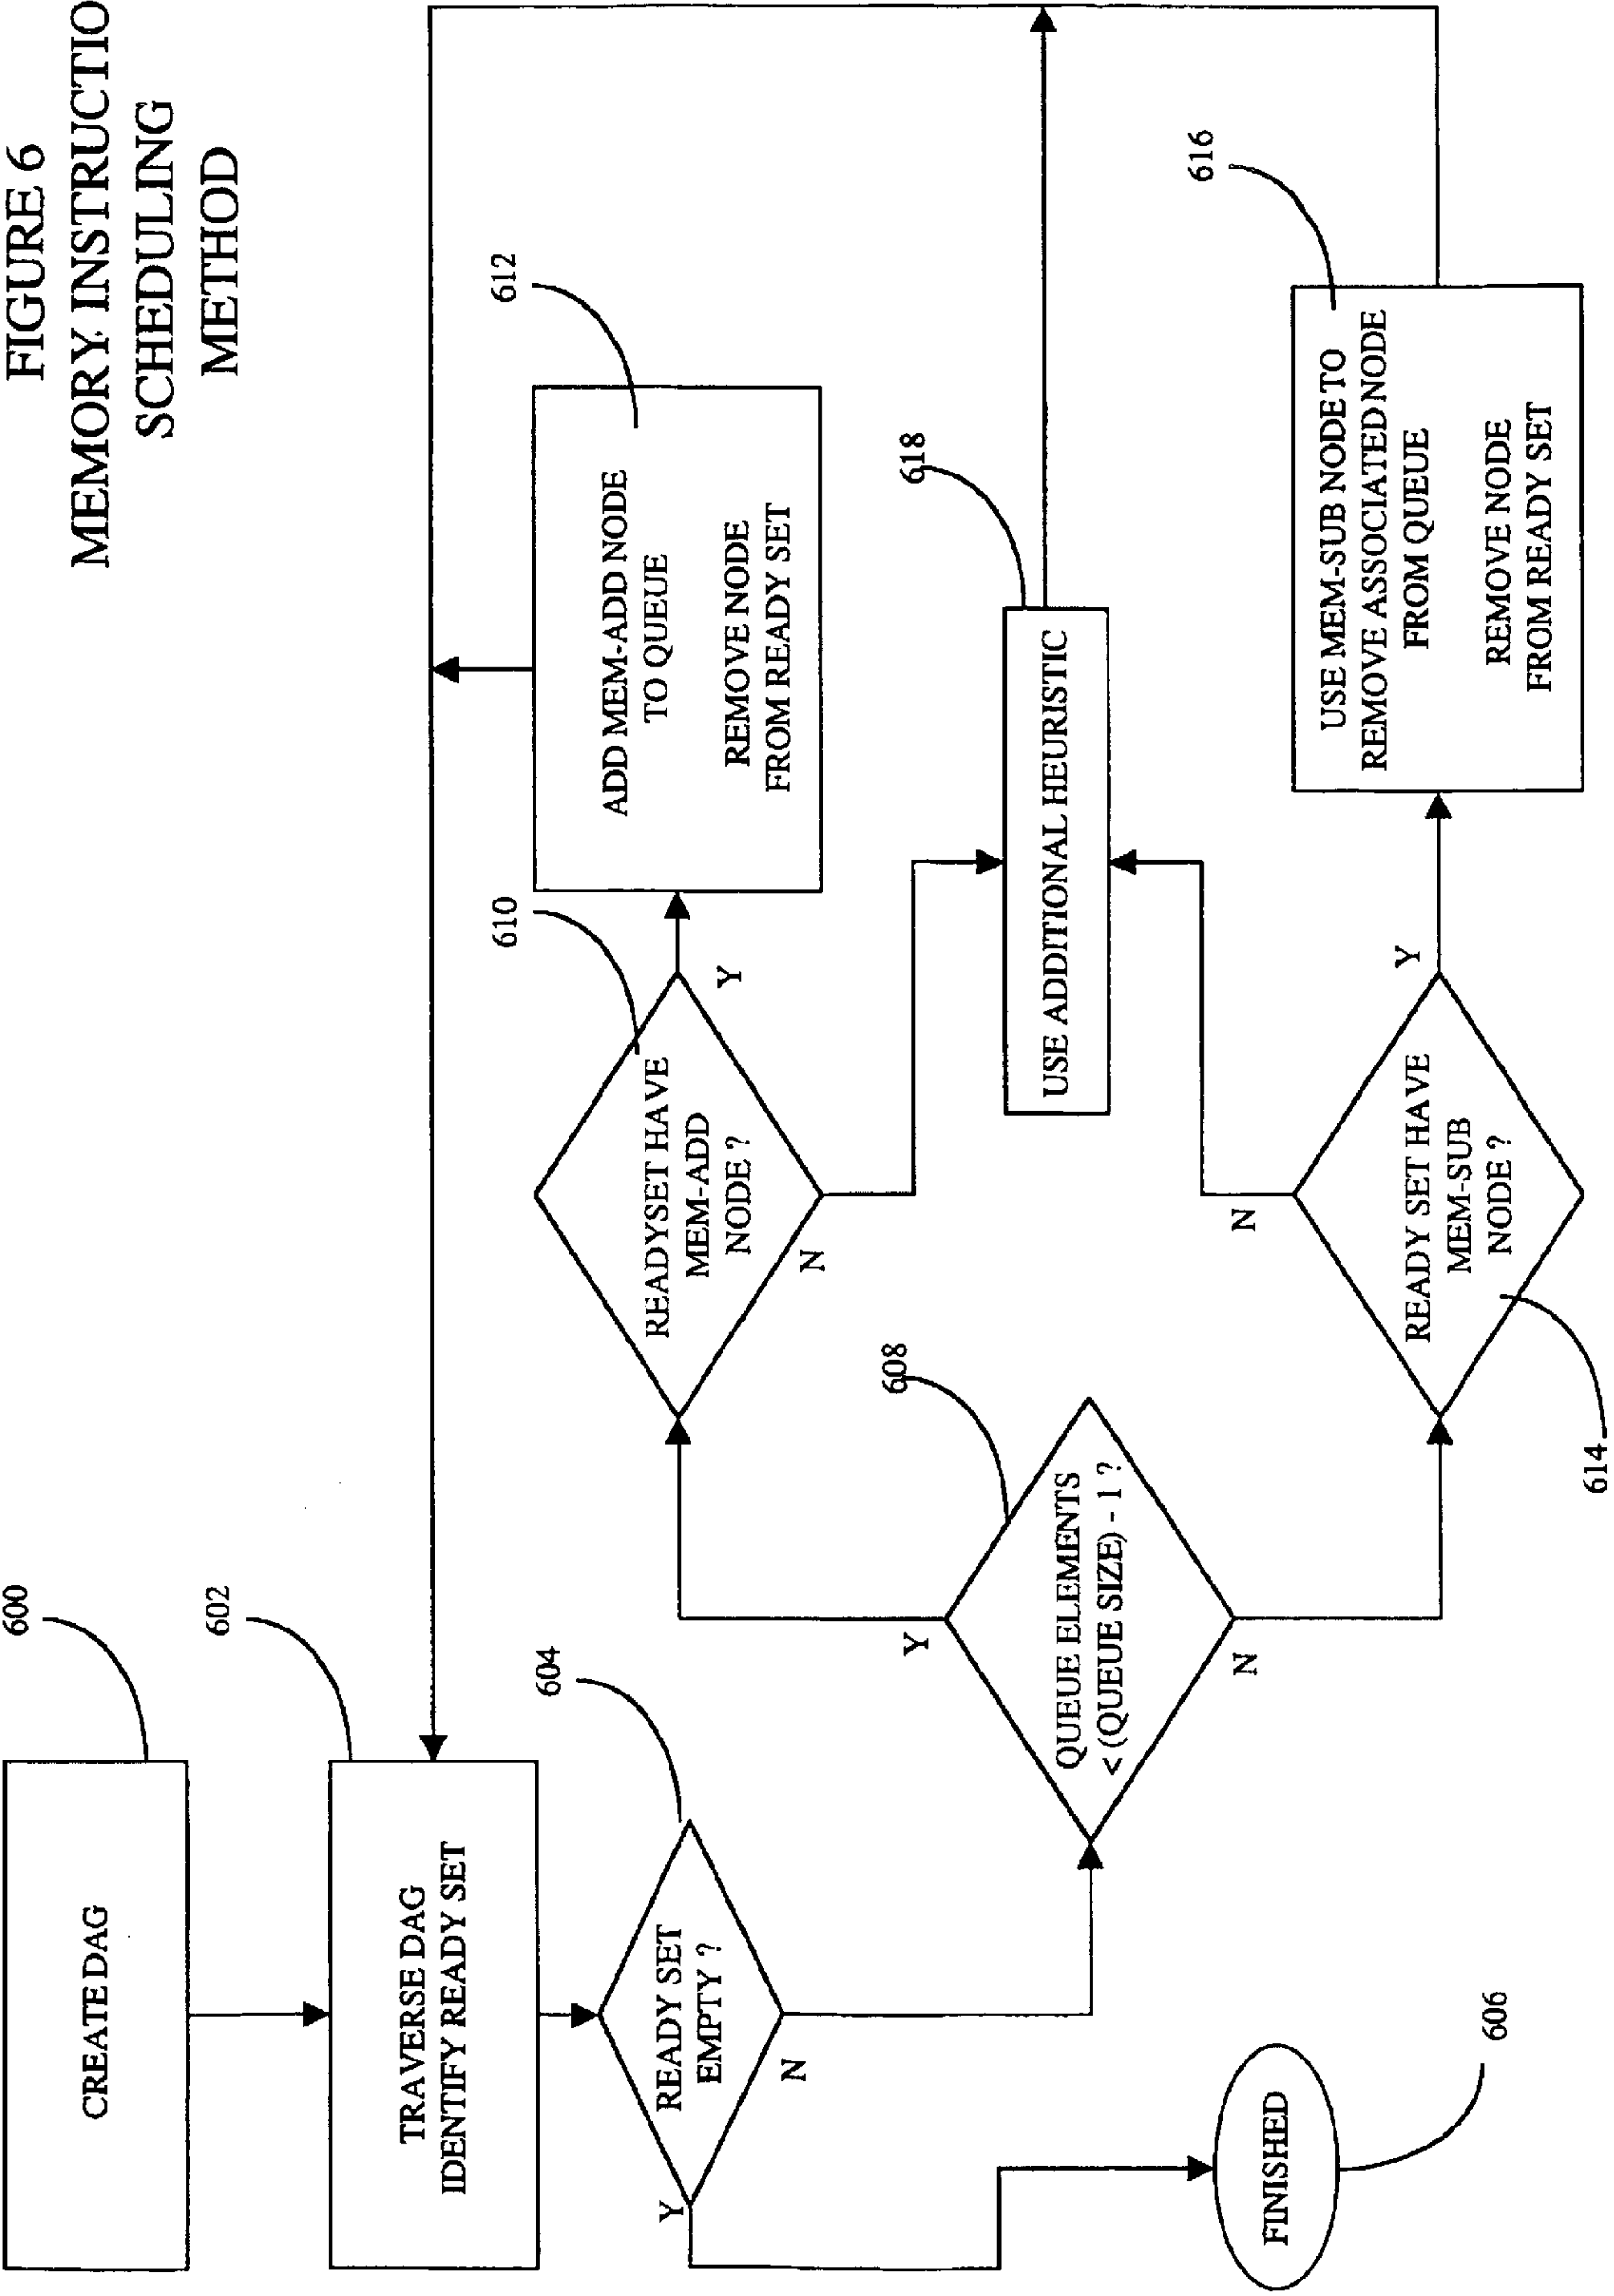 FIGURE 6
MEMORY INSTRUCTIO
SCHEDULING
METHOD
600
CREATE DAG
602
TRAVERSE DAG
IDENTIFY READY SET
604
READY SET
EMPTY ?
Y
N
FINISHED
606
608
QUEUE ELEMENTS
< (QUEUE SIZE) - 1 ?
Y
N
610
READYSET HAVE
MEM-ADD
NODE ?
Y
N
612
ADD MEM-ADD NODE
TO QUEUE
REMOVE NODE
FROM READY SET
618
USE ADDITIONAL HEURISTIC
614
READY SET HAVE
MEM-SUB
NODE ?
Y
N
616
USE MEM-SUB NODE TO
REMOVE ASSOCIATED NODE
FROM QUEUE
REMOVE NODE
FROM READY SET